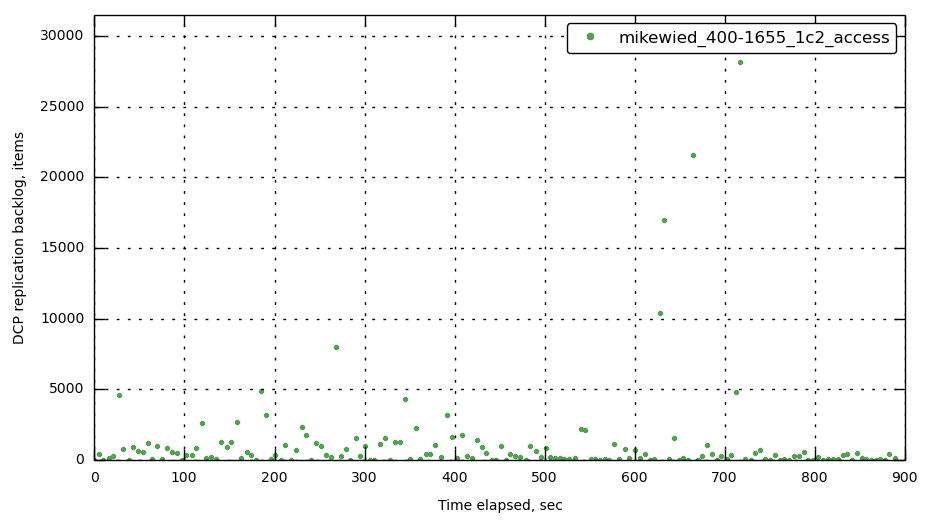 30000
mikewied_400-1655_1c2_access
25000
20000
15000
10000
5000
0
DCP replication backlog, items
0 100 200 300 400 500 600 700 800 900
Time elapsed, sec